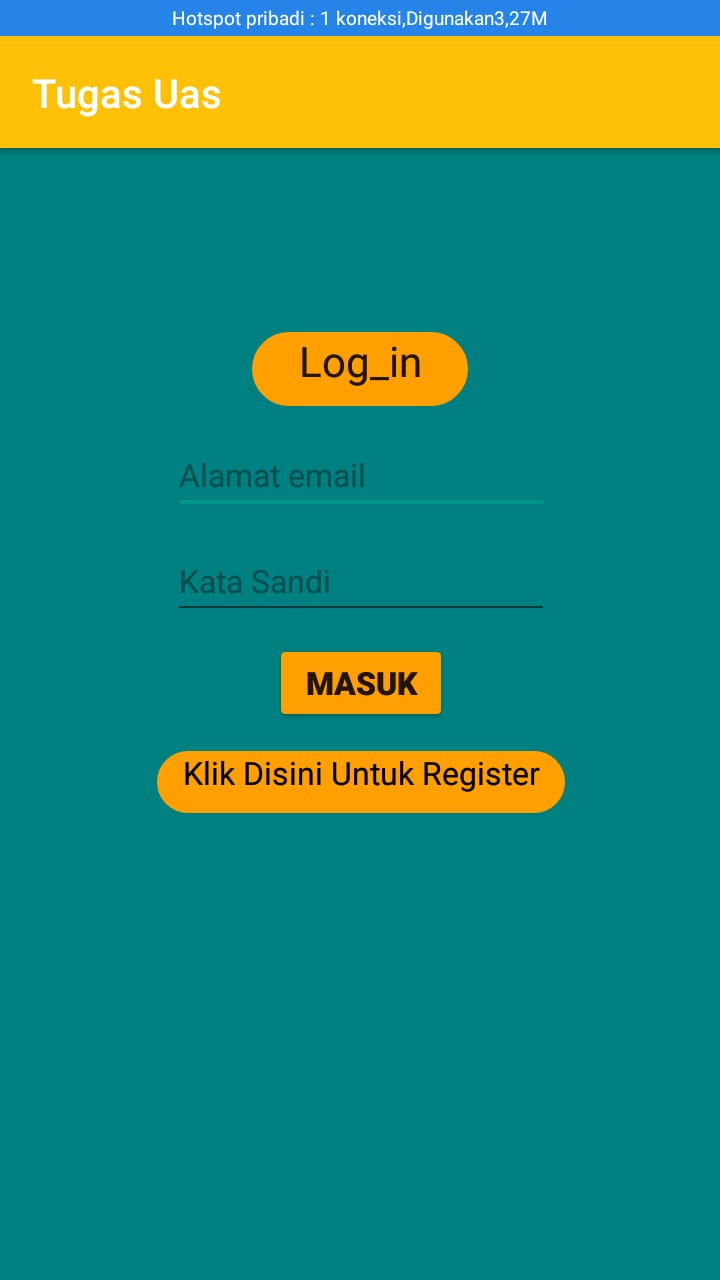 Hotspot pribadi : 1 koneksi,Digunakan3,27M
Tugas Uas
Log_in
Alamat email
Kata Sandi
MASUK
Klik Disini Untuk Register